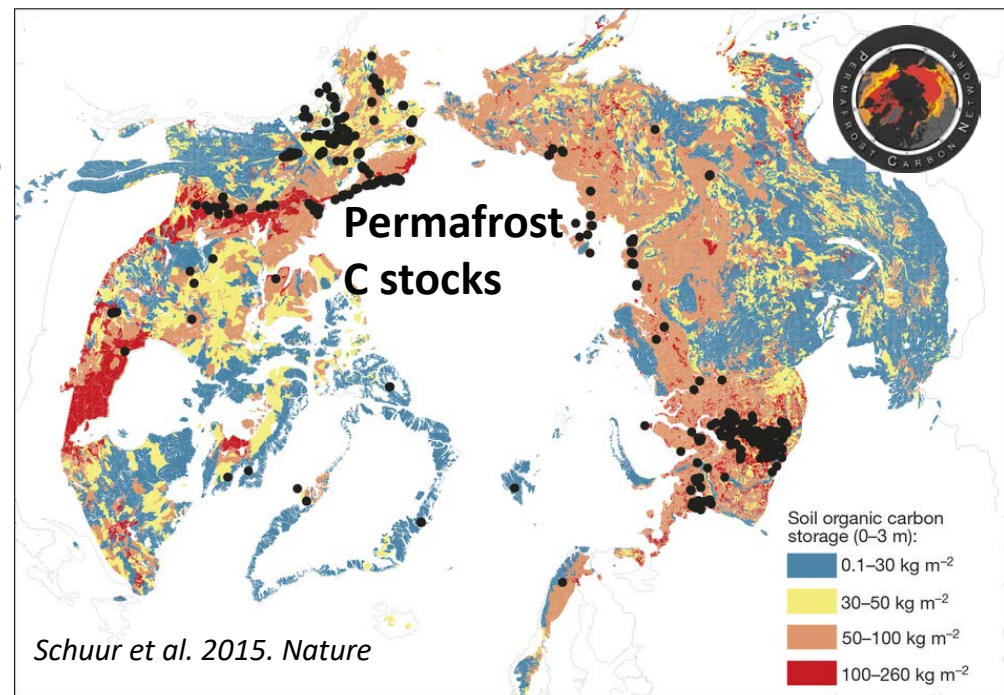 PERMAFROST CARBON NETWORK
Permafrost
C stocks
Soil organic carbon
storage (0–3 m):
0.1–30 kg m⁻²
30–50 kg m⁻²
50–100 kg m⁻²
100–260 kg m⁻²
Schuur et al. 2015. Nature